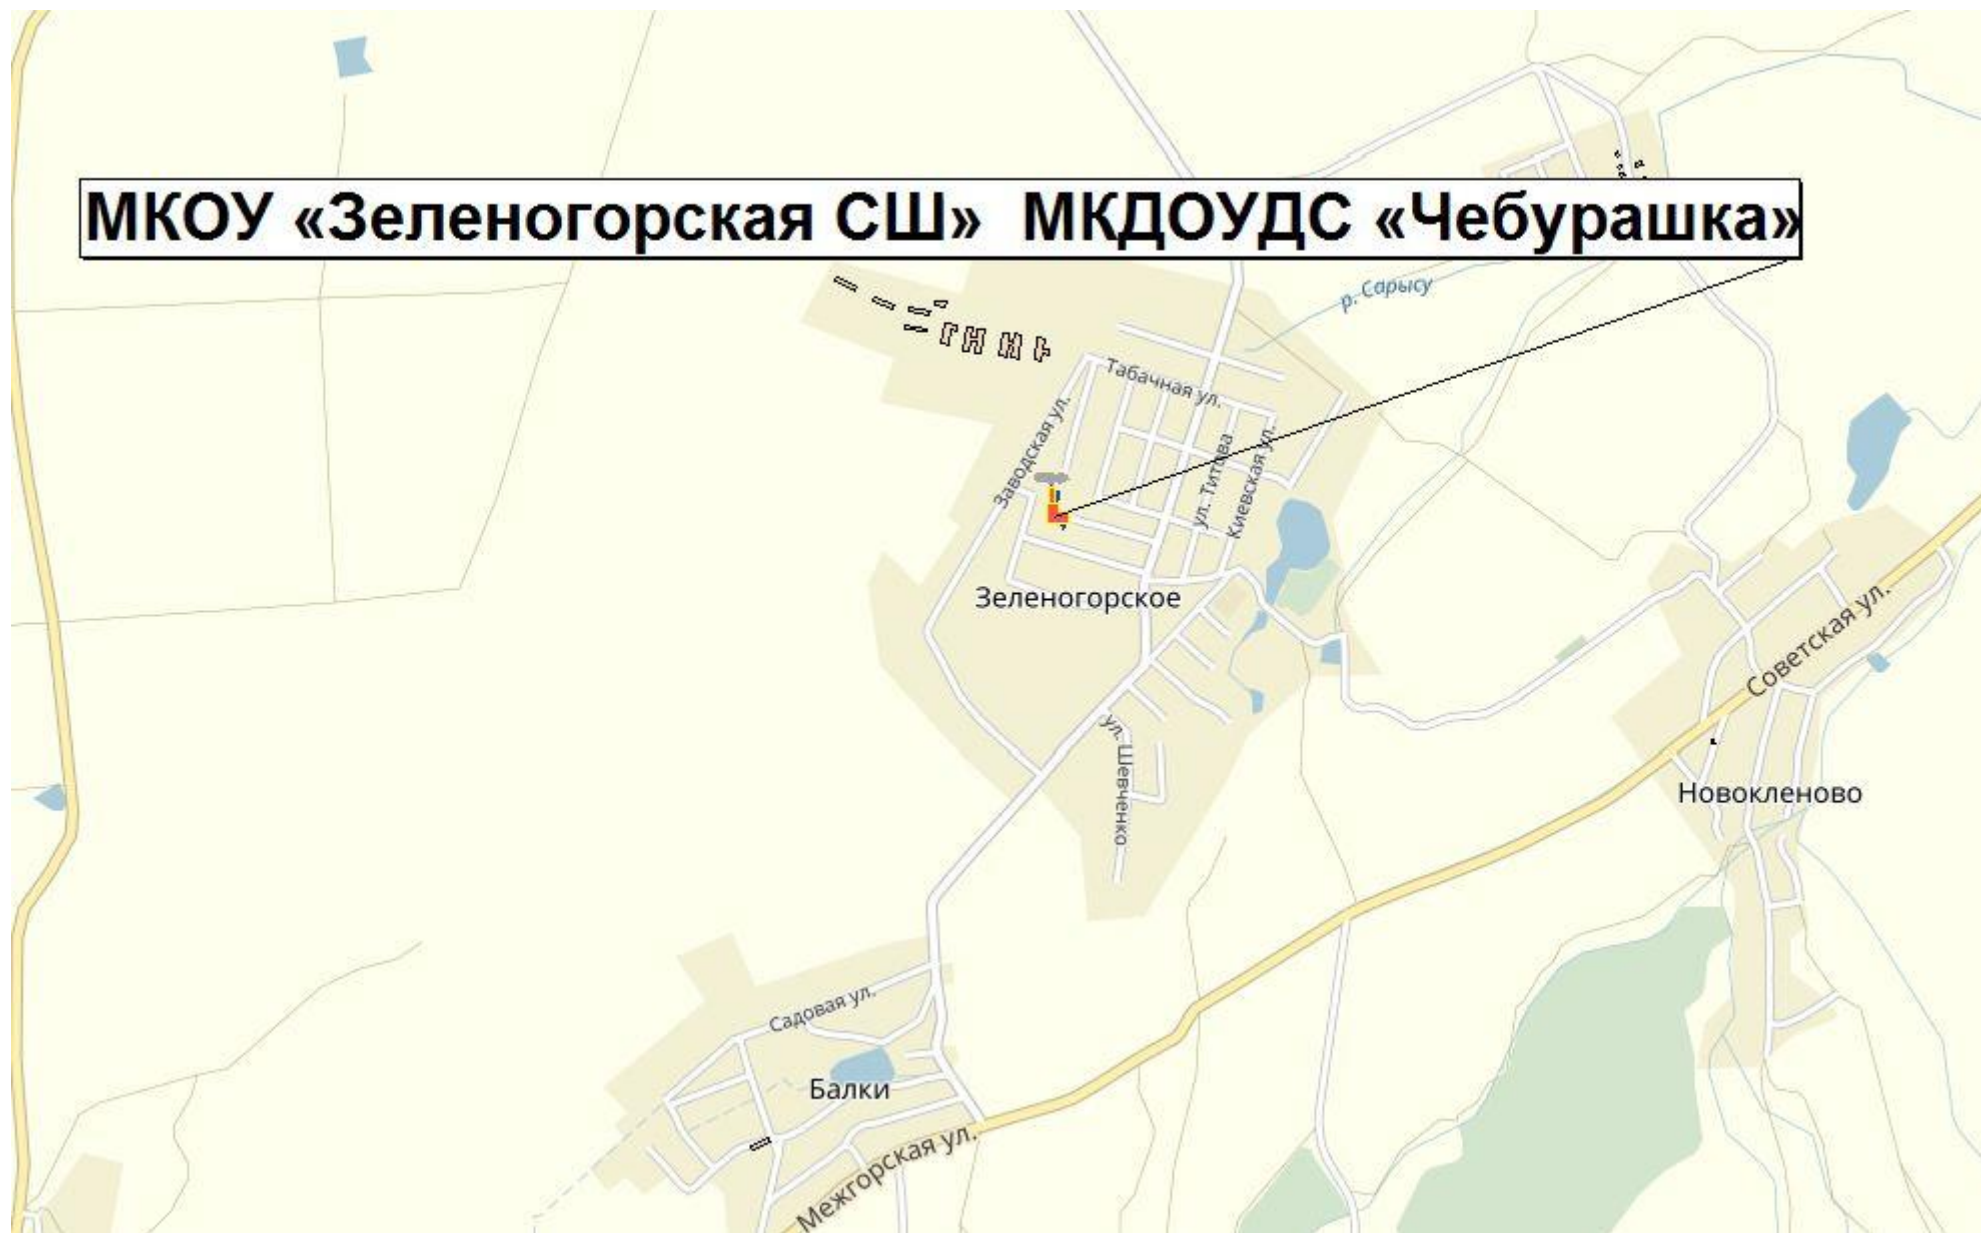 МКОУ «Зеленогорская СШ» МКДОУДС «Чебурашка»
р. Сарысу
Табачная ул.
Заводская ул.
ул. Титова
Киевская ул.
Зеленогорское
Советская ул.
ул. Шевченко
Новокленово
Садовая ул.
Балки
Межгорская ул.